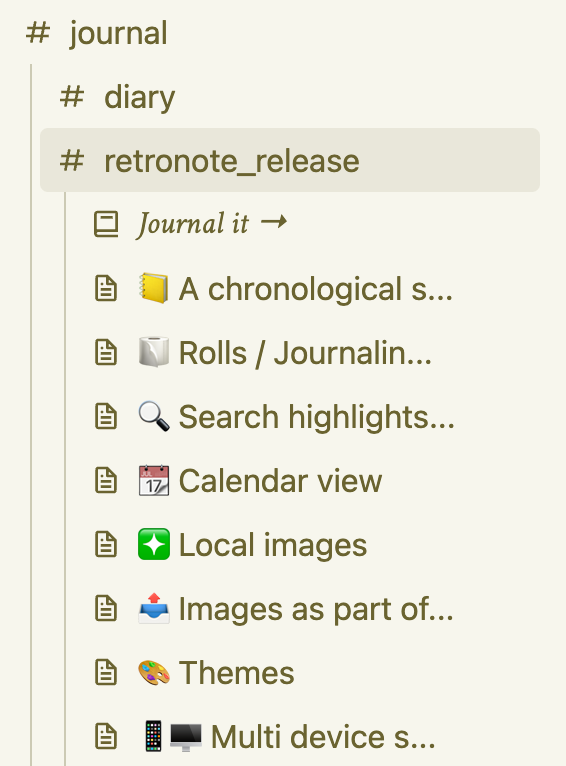 # journal
# diary
# retronote_release
Journal it →
📒 A chronological s...
🧻 Rolls / Journalin...
🔍 Search highlights...
📆 Calendar view
❇️ Local images
📤 Images as part of...
🎨 Themes
📱🖥️ Multi device s...